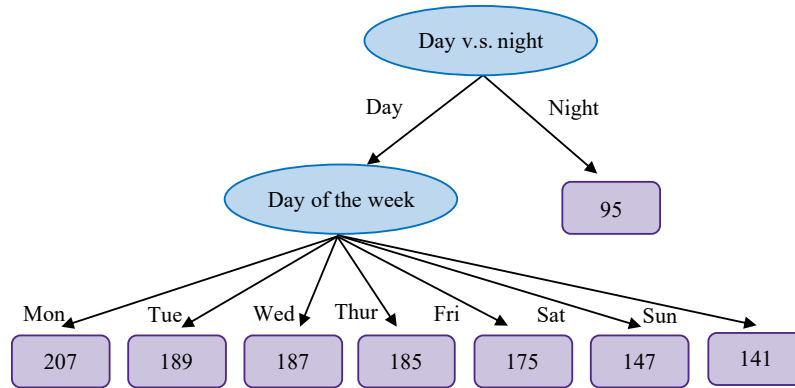 Day v.s. night
Day
Night
Day of the week
95
Mon
Tue
Wed
Thur
Fri
Sat
Sun
207
189
187
185
175
147
141